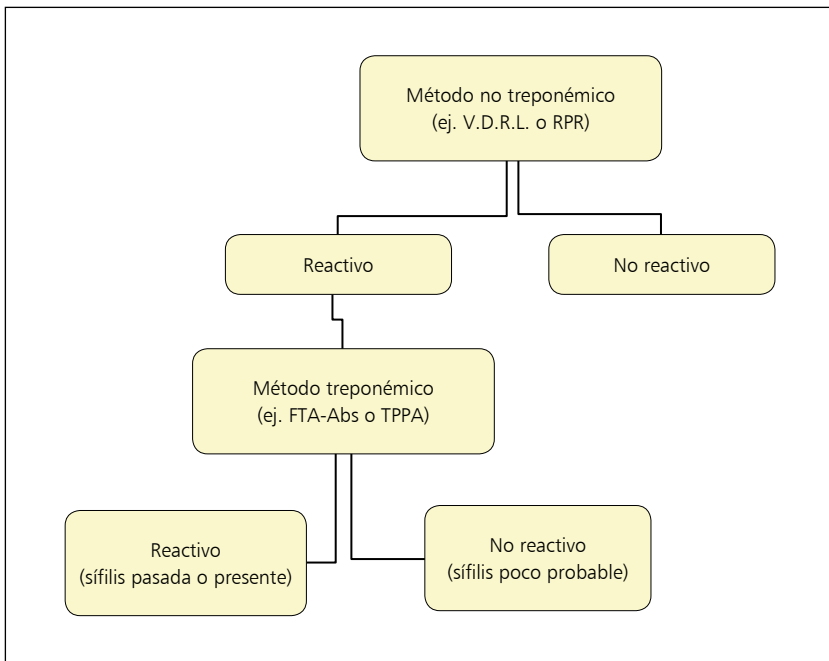 Método no treponémico
(ej. V.D.R.L. o RPR)
Reactivo
No reactivo
Método treponémico
(ej. FTA-Abs o TPPA)
Reactivo
(sífilis pasada o presente)
No reactivo
(sífilis poco probable)